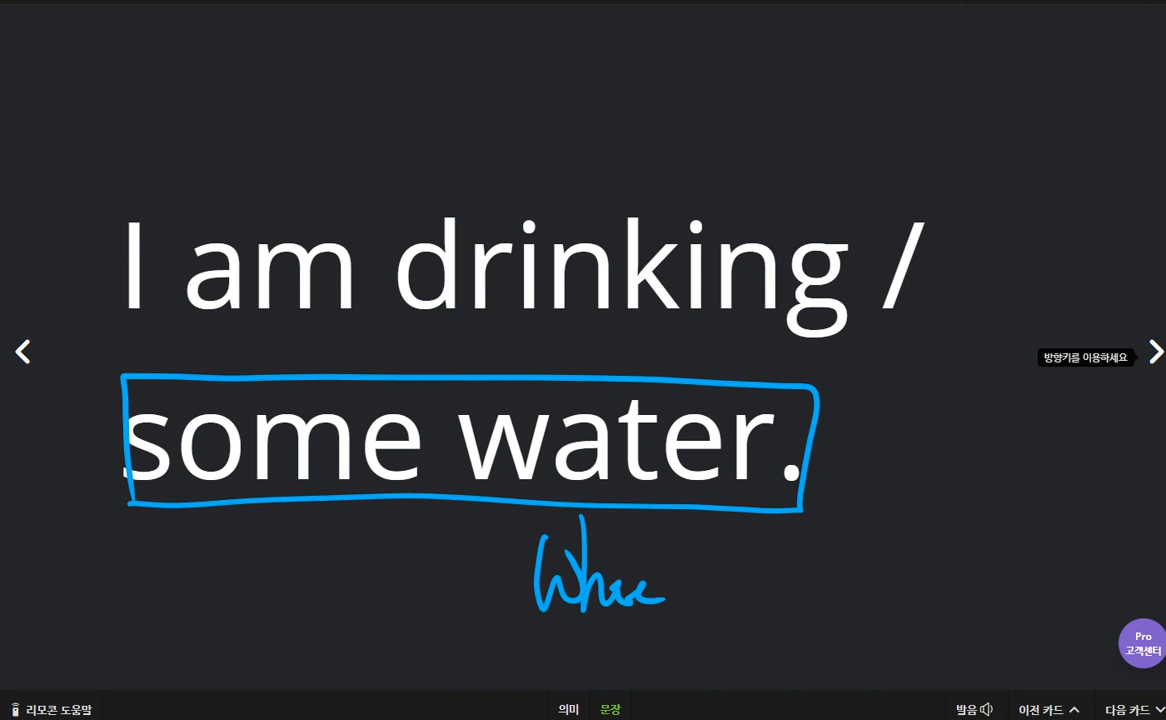 I am drinking /
방향키를 이용하세요
some water.
Pro
고객센터
리모콘 도움말
의미
문장
발음
이전 카드
다음 카드